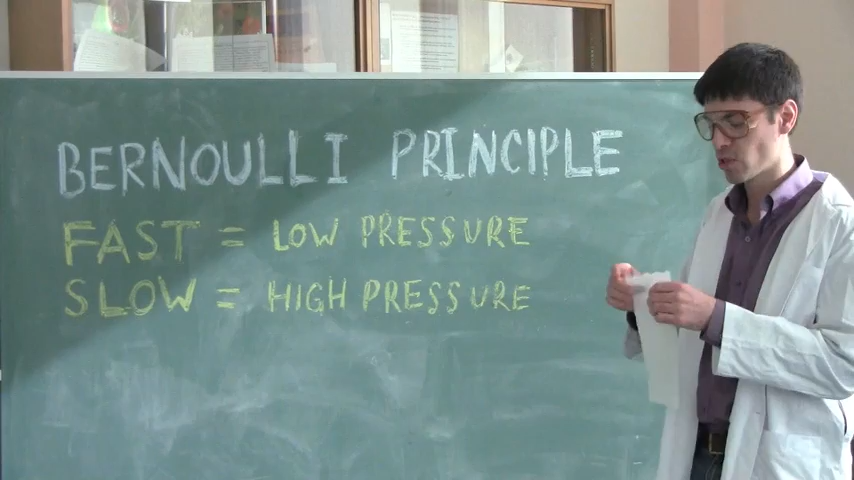 BERNOULLI PRINCIPLE
FAST = LOW PRESSURE
SLOW = HIGH PRESSURE